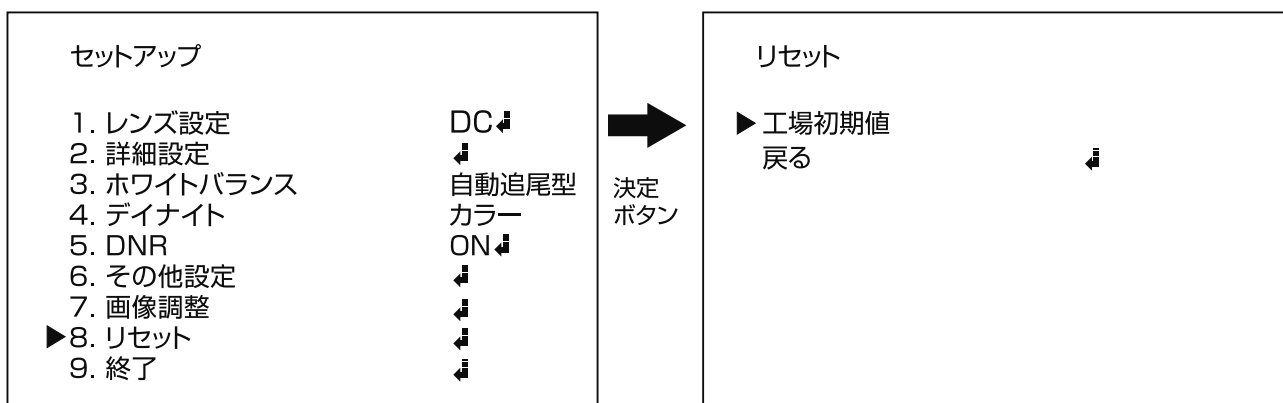 セットアップ
1. レンズ設定 DC↲
2. 詳細設定 ↲
3. ホワイトバランス 自動追尾型
4. デイナイト カラー
5. DNR ON↲
6. その他設定 ↲
7. 画像調整 ↲
▶8. リセット ↲
9. 終了 ↲
決定
ボタン
リセット
▶工場初期値
戻る ↲